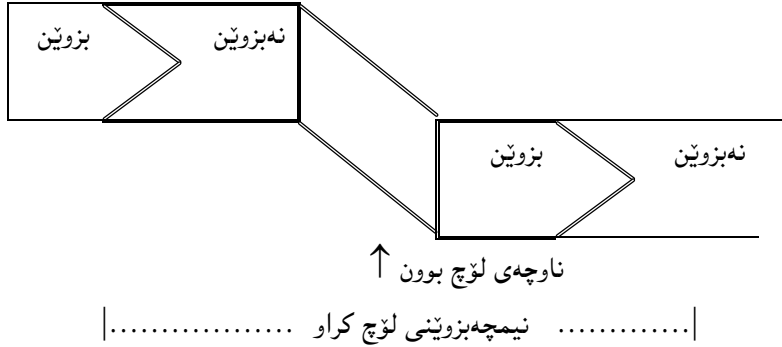 نەبزوێن بزوێن
نەبزوێن بزوێن
ناوچەی لۆچ بوون ↑
|............. نیمچەبزوێنی لۆچ کراو ..................|